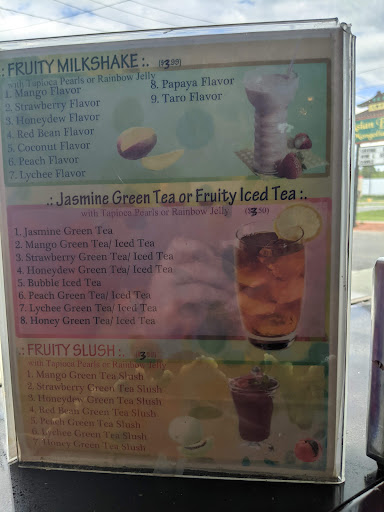 .: FRUITY MILKSHAKE :. ($3.99)
with Tapioca Pearls or Rainbow Jelly
1. Mango Flavor
2. Strawberry Flavor
3. Honeydew Flavor
4. Red Bean Flavor
5. Coconut Flavor
6. Peach Flavor
7. Lychee Flavor
8. Papaya Flavor
9. Taro Flavor
.: Jasmine Green Tea or Fruity Iced Tea :.
with Tapioca Pearls or Rainbow Jelly ($3.50)
1. Jasmine Green Tea
2. Mango Green Tea/ Iced Tea
3. Strawberry Green Tea/ Iced Tea
4. Honeydew Green Tea/ Iced Tea
5. Bubble Iced Tea
6. Peach Green Tea/ Iced Tea
7. Lychee Green Tea/ Iced Tea
8. Honey Green Tea/ Iced Tea
.: FRUITY SLUSH :.
with Tapioca Pearls or Rainbow Jelly
1. Mango Green Tea Slush
2. Strawberry Green Tea Slush
3. Honeydew Green Tea Slush
4. Red Bean Green Tea Slush
5. Peach Green Tea Slush
6. Lychee Green Tea Slush
7. Honey Green Tea Slush